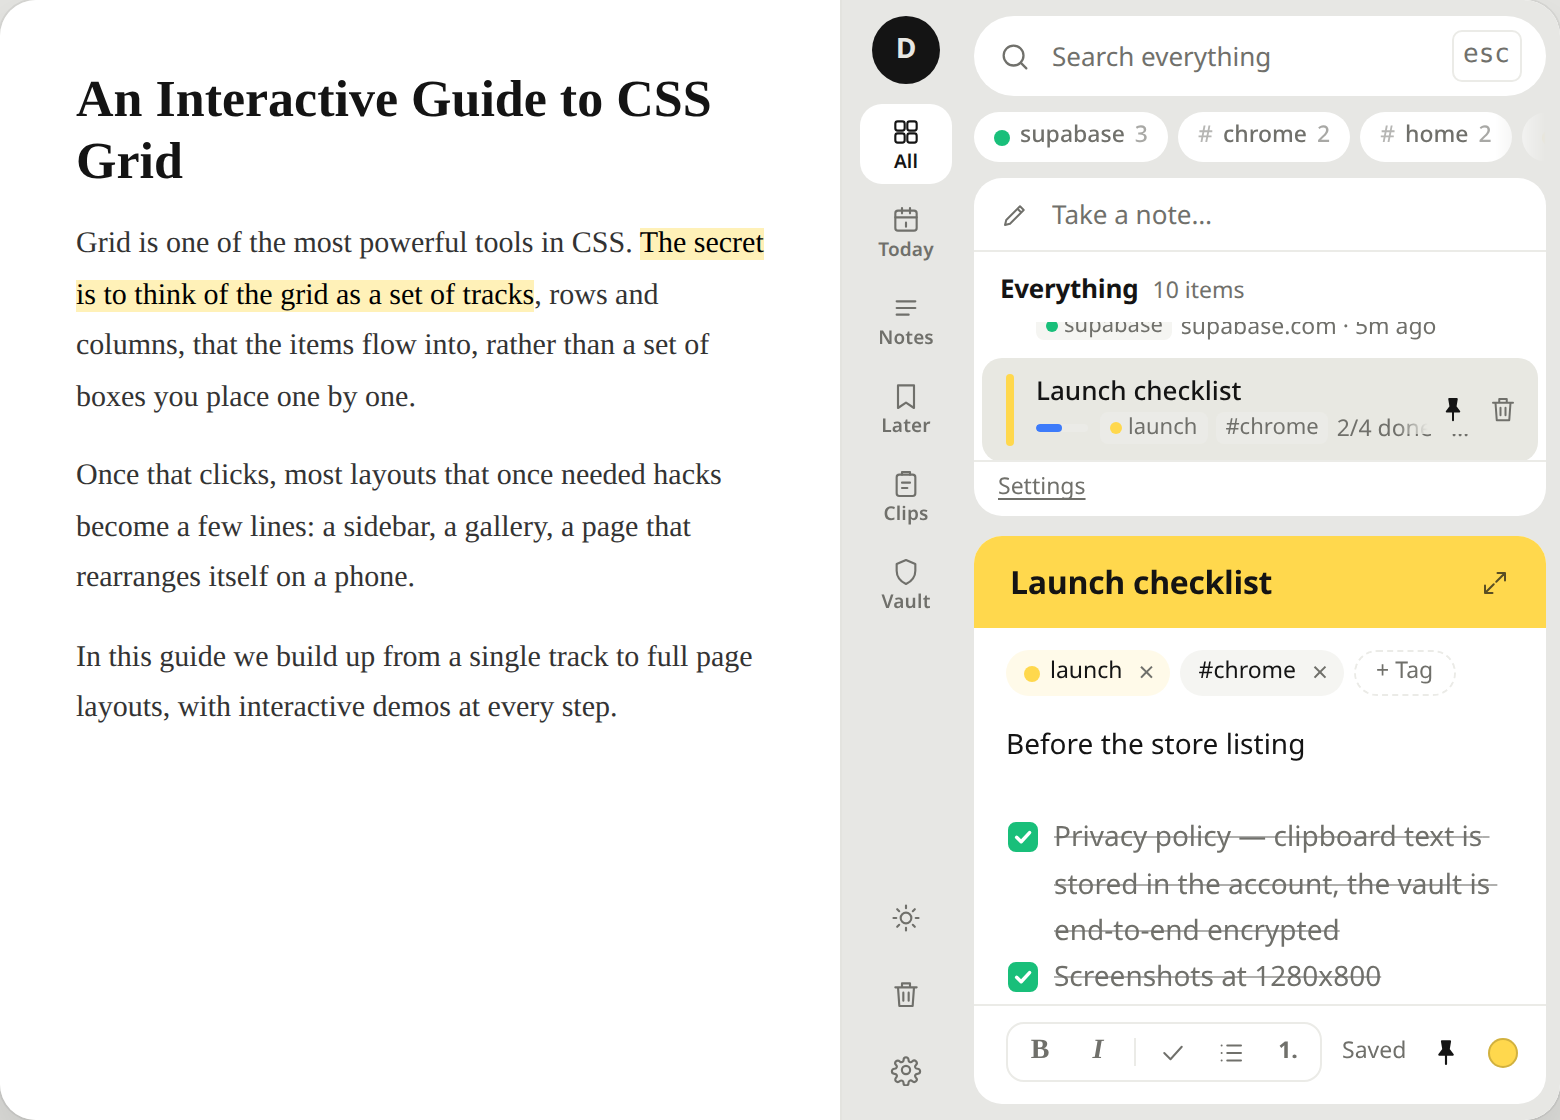 An Interactive Guide to CSS
Grid
Grid is one of the most powerful tools in CSS. The secret
is to think of the grid as a set of tracks, rows and
columns, that the items flow into, rather than a set of
boxes you place one by one.
Once that clicks, most layouts that once needed hacks
become a few lines: a sidebar, a gallery, a page that
rearranges itself on a phone.
In this guide we build up from a single track to full page
layouts, with interactive demos at every step.
D
All
Today
Notes
Later
Clips
Vault
Search everything esc
supabase 3 # chrome 2 # home 2
Take a note...
Everything 10 items
supabase supabase.com · 5m ago
Launch checklist
launch #chrome 2/4 done ...
Settings
Launch checklist
launch × #chrome × + Tag
Before the store listing
Privacy policy — clipboard text is
stored in the account, the vault is
end-to-end encrypted
Screenshots at 1280x800
B I 1. Saved